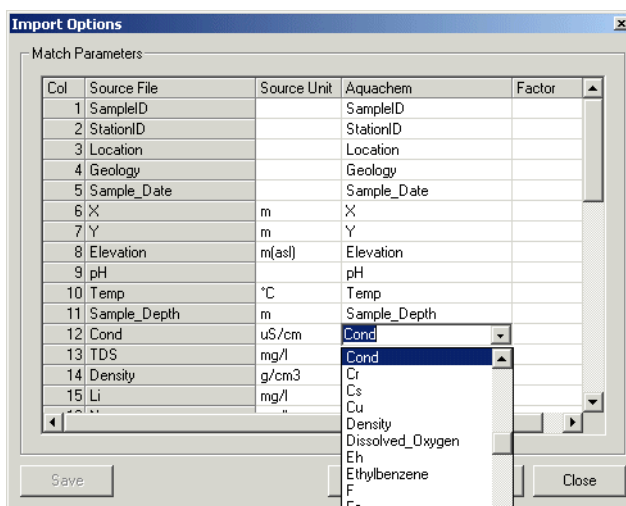 Import Options
Match Parameters
Col Source File Source Unit Aquachem Factor
1 SampleID SampleID
2 StationID StationID
3 Location Location
4 Geology Geology
5 Sample_Date Sample_Date
6 X m X
7 Y m Y
8 Elevation m(asl) Elevation
9 pH pH
10 Temp °C Temp
11 Sample_Depth m Sample_Depth
12 Cond uS/cm Cond
13 TDS mg/l Cond
14 Density g/cm3 Cr
15 Li mg/l Cs
Cu
Density
Dissolved_Oxygen
Eh
Ethylbenzene
F
Save Close